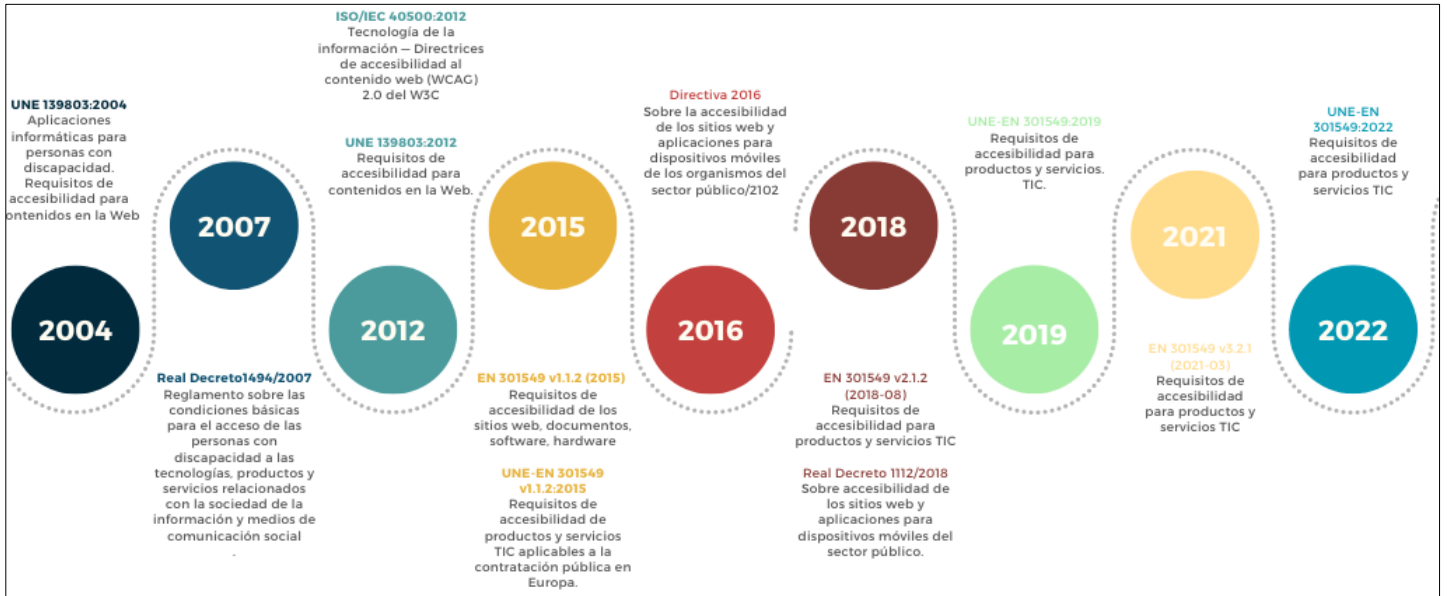 UNE 139803:2004
Aplicaciones
informáticas para
personas con
discapacidad.
Requisitos de
accesibilidad para
ontenidos en la Web
2004
2007
Real Decreto1494/2007
Reglamento sobre las
condiciones básicas
para el acceso de las
personas con
discapacidad a las
tecnologías, productos y
servicios relacionados
con la sociedad de la
información y medios de
comunicación social
.
ISO/IEC 40500:2012
Tecnología de la
información — Directrices
de accesibilidad al
contenido web (WCAG)
2.0 del W3C
UNE 139803:2012
Requisitos de
accesibilidad para
contenidos en la Web.
2012
2015
EN 301549 v1.1.2 (2015)
Requisitos de
accesibilidad de los
sitios web, documentos,
software, hardware
UNE-EN 301549
v1.1.2:2015
Requisitos de
accesibilidad de
productos y servicios
TIC aplicables a la
contratación pública en
Europa.
Directiva 2016
Sobre la accesibilidad
de los sitios web y
aplicaciones para
dispositivos móviles
de los organismos del
sector público/2102
2016
2018
EN 301549 v2.1.2
(2018-08)
Requisitos de
accesibilidad para
productos y servicios TIC
Real Decreto 1112/2018
Sobre accesibilidad de
los sitios web y
aplicaciones para
dispositivos móviles del
sector público.
UNE-EN 301549:2019
Requisitos de
accesibilidad para
productos y servicios.
TIC.
2019
2021
EN 301549 v3.2.1
(2021-03)
Requisitos de
accesibilidad
para productos y
servicios TIC
UNE-EN
301549:2022
Requisitos de
accesibilidad
para productos y
servicios TIC
2022